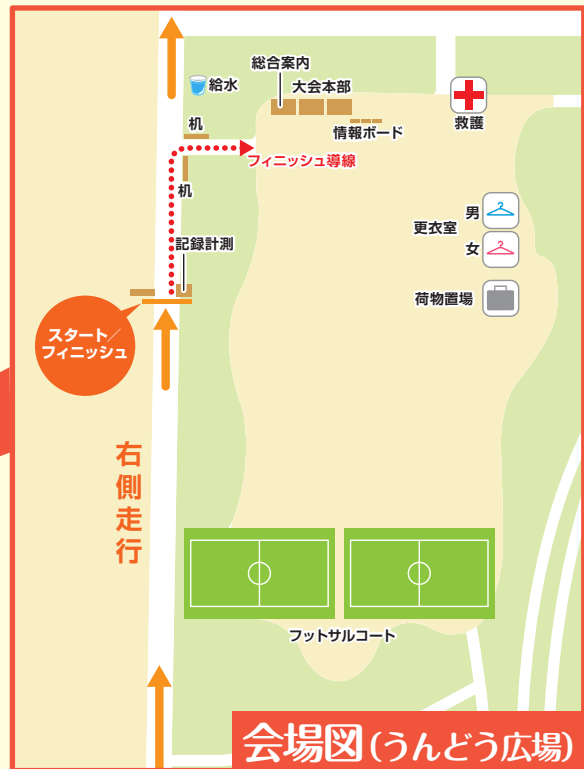 総合案内
給水
大会本部
机
情報ボード
救護
フィニッシュ導線
机
男
更衣室
女
記録計測
荷物置場
スタート／
フィニッシュ
右側走行
フットサルコート
会場図(うんどう広場)